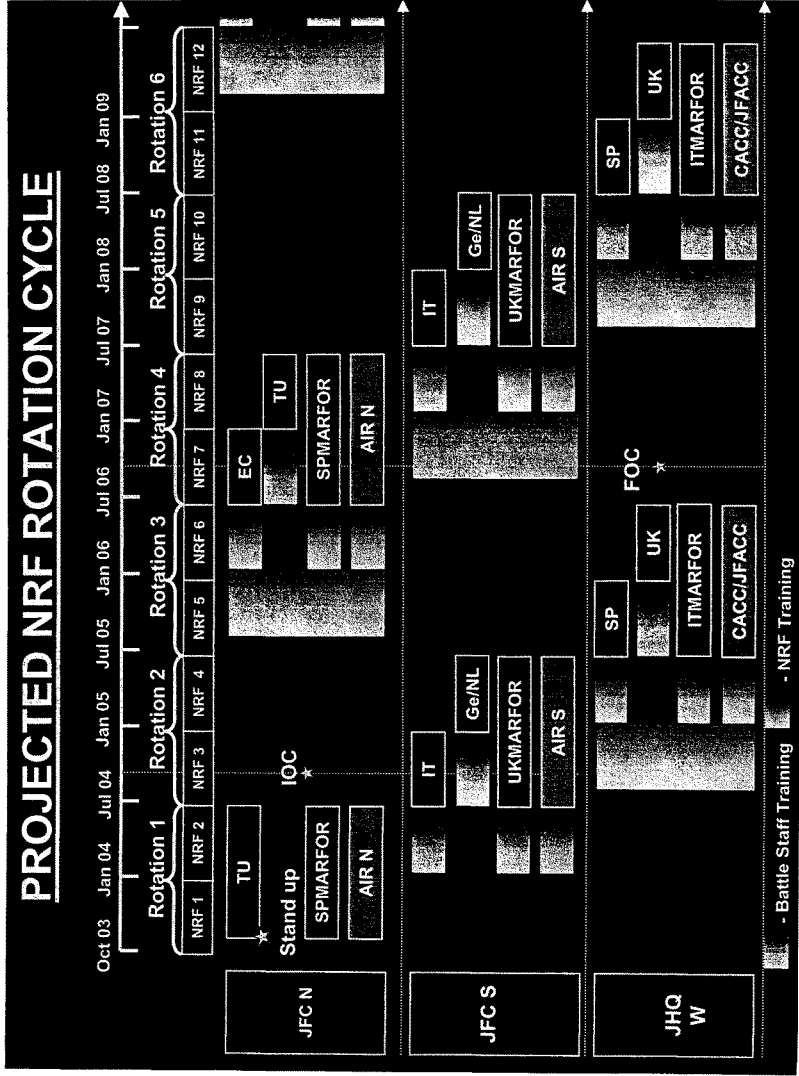 PROJECTED NRF ROTATION CYCLE
Oct 03 Jan 04 Jul 04 Jan 05 Jul 05 Jan 06 Jul 06 Jan 07 Jul 07 Jan 08 Jul 08 Jan 09
Rotation 1 Rotation 2 Rotation 3 Rotation 4 Rotation 5 Rotation 6
NRF 1 NRF 2 NRF 3 NRF 4 NRF 5 NRF 6 NRF 7 NRF 8 NRF 9 NRF 10 NRF 11 NRF 12
JFC N
TU
Stand up
SPMARFOR
AIR N
IOC
EC
TU
SPMARFOR
AIR N
JFC S
IT
Ge/NL
UKMARFOR
AIR S
IT
Ge/NL
UKMARFOR
AIR S
JHQ
W
SP
UK
ITMARFOR
CACC/JFACC
FOC
SP
UK
ITMARFOR
CACC/JFACC
- Battle Staff Training
- NRF Training